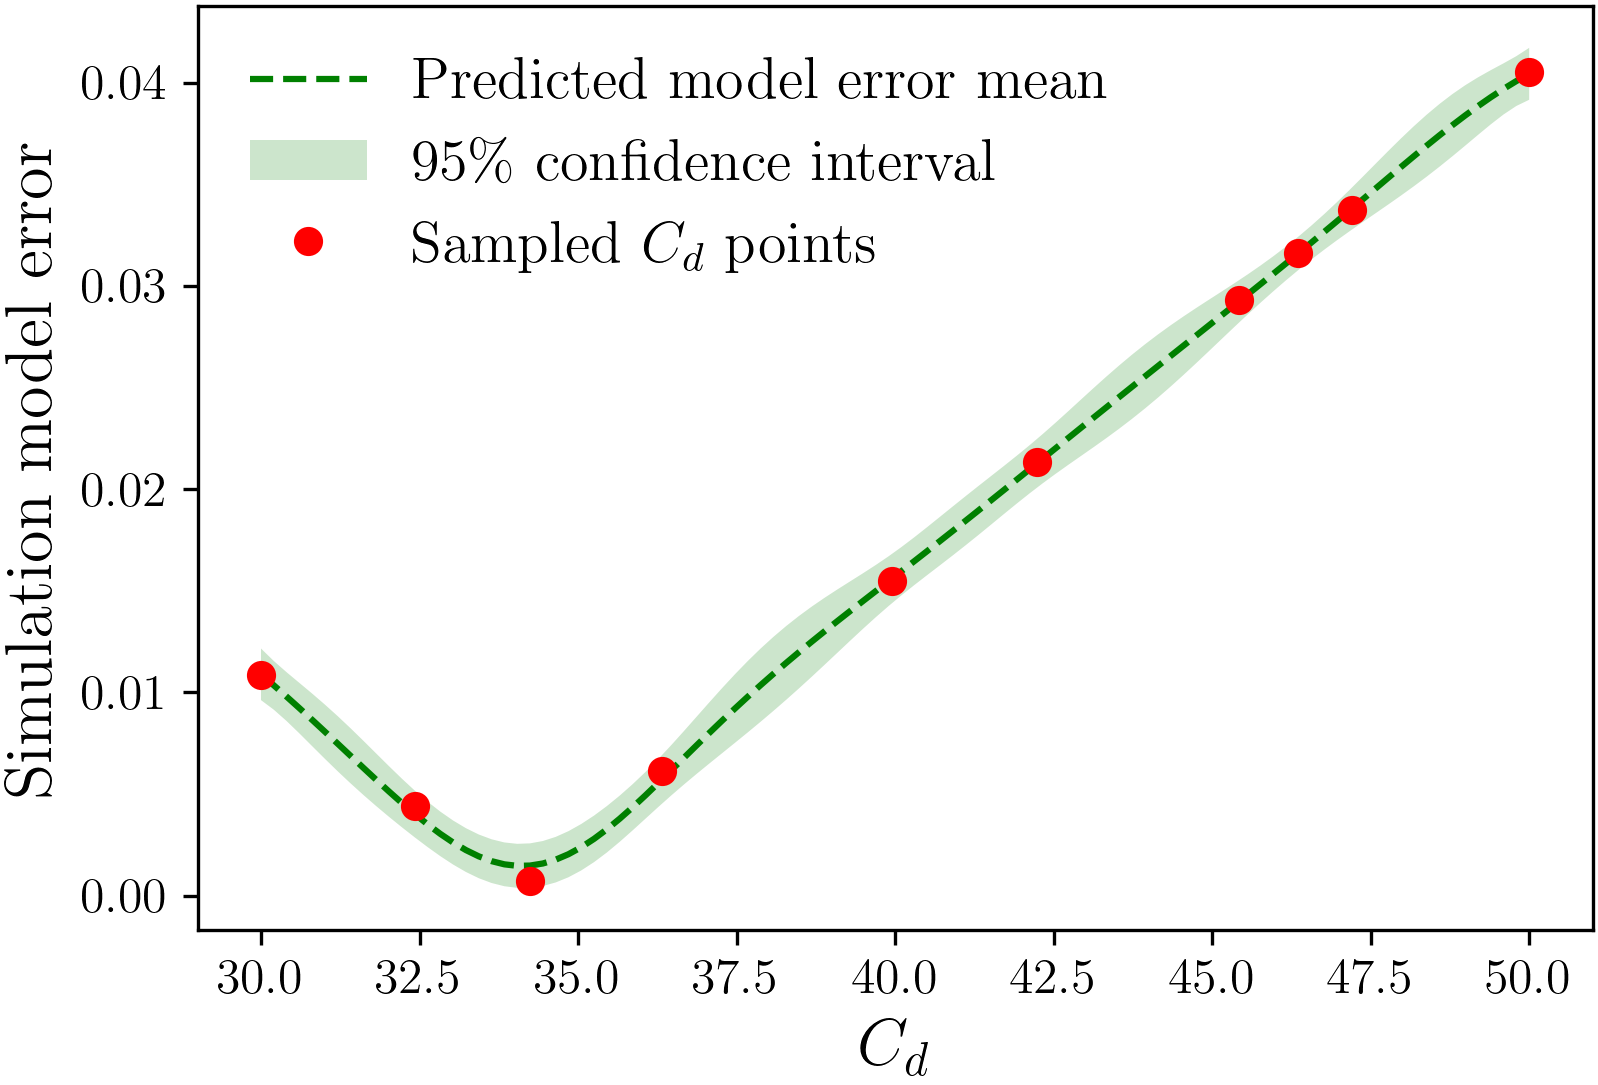 Predicted model error mean
95% confidence interval
Sampled C_d points
Simulation model error
0.04
0.03
0.02
0.01
0.00
30.0 32.5 35.0 37.5 40.0 42.5 45.0 47.5 50.0
C_d